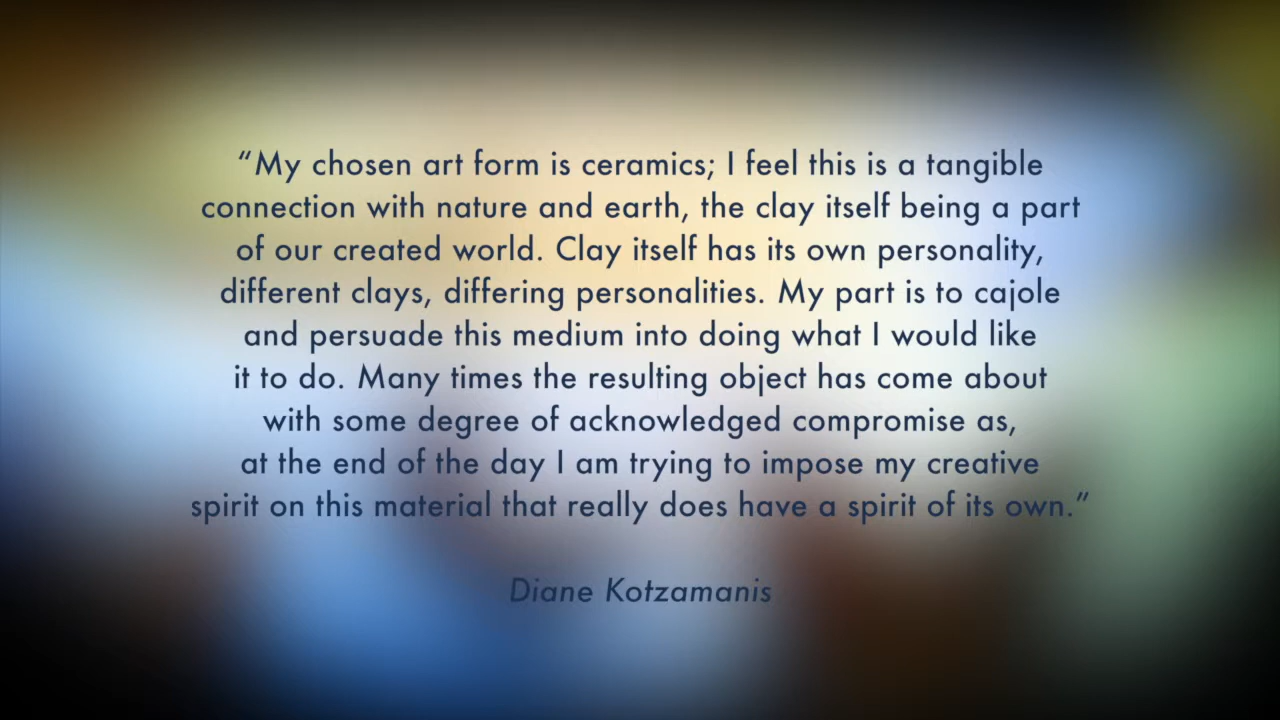 “My chosen art form is ceramics; I feel this is a tangible
connection with nature and earth, the clay itself being a part
of our created world. Clay itself has its own personality,
different clays, differing personalities. My part is to cajole
and persuade this medium into doing what I would like
it to do. Many times the resulting object has come about
with some degree of acknowledged compromise as,
at the end of the day I am trying to impose my creative
spirit on this material that really does have a spirit of its own.”
Diane Kotzamanis